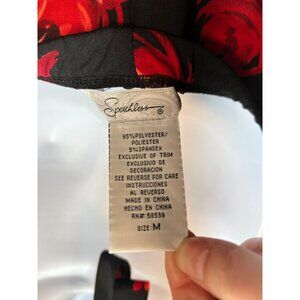 Speechless
®
95%POLYESTER/
POLIESTER
5%SPANDEX
EXCLUSIVE OF TRIM
EXCLUSIVO DE
DECORACION
SEE REVERSE FOR CARE
INSTRUCCIONES
AL REVERSO
MADE IN CHINA
HECHO EN CHINA
RN#:58539
SIZE: M